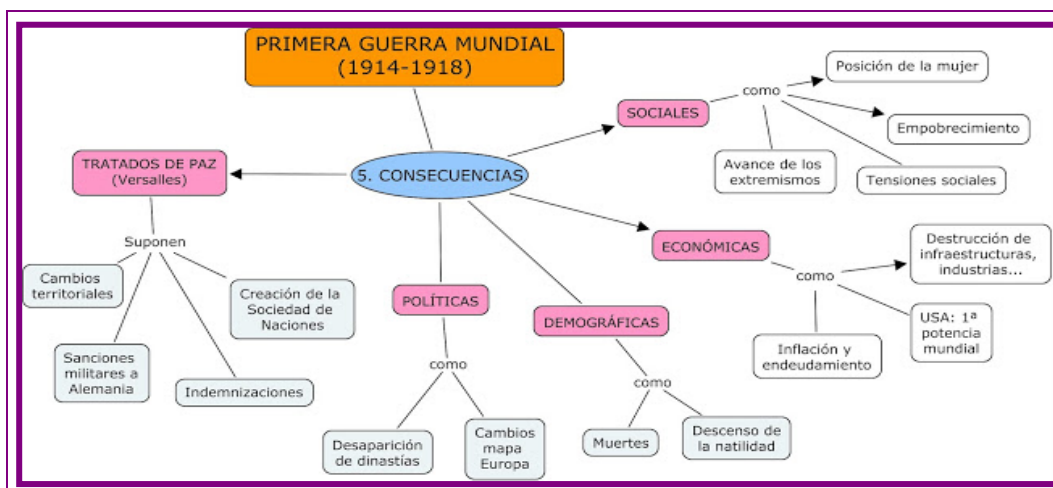 PRIMERA GUERRA MUNDIAL
(1914-1918)
5. CONSECUENCIAS
TRATADOS DE PAZ
(Versalles)
Suponen
Cambios
territoriales
Sanciones
militares a
Alemania
Indemnizaciones
Creación de la
Sociedad de
Naciones
POLÍTICAS
como
Desaparición
de dinastías
Cambios
mapa
Europa
DEMOGRÁFICAS
como
Muertes
Descenso de
la natilidad
ECONÓMICAS
como
Inflación y
endeudamiento
USA: 1ª
potencia
mundial
Destrucción de
infraestructuras,
industrias...
SOCIALES
como
Avance de los
extremismos
Tensiones sociales
Empobrecimiento
Posición de la mujer